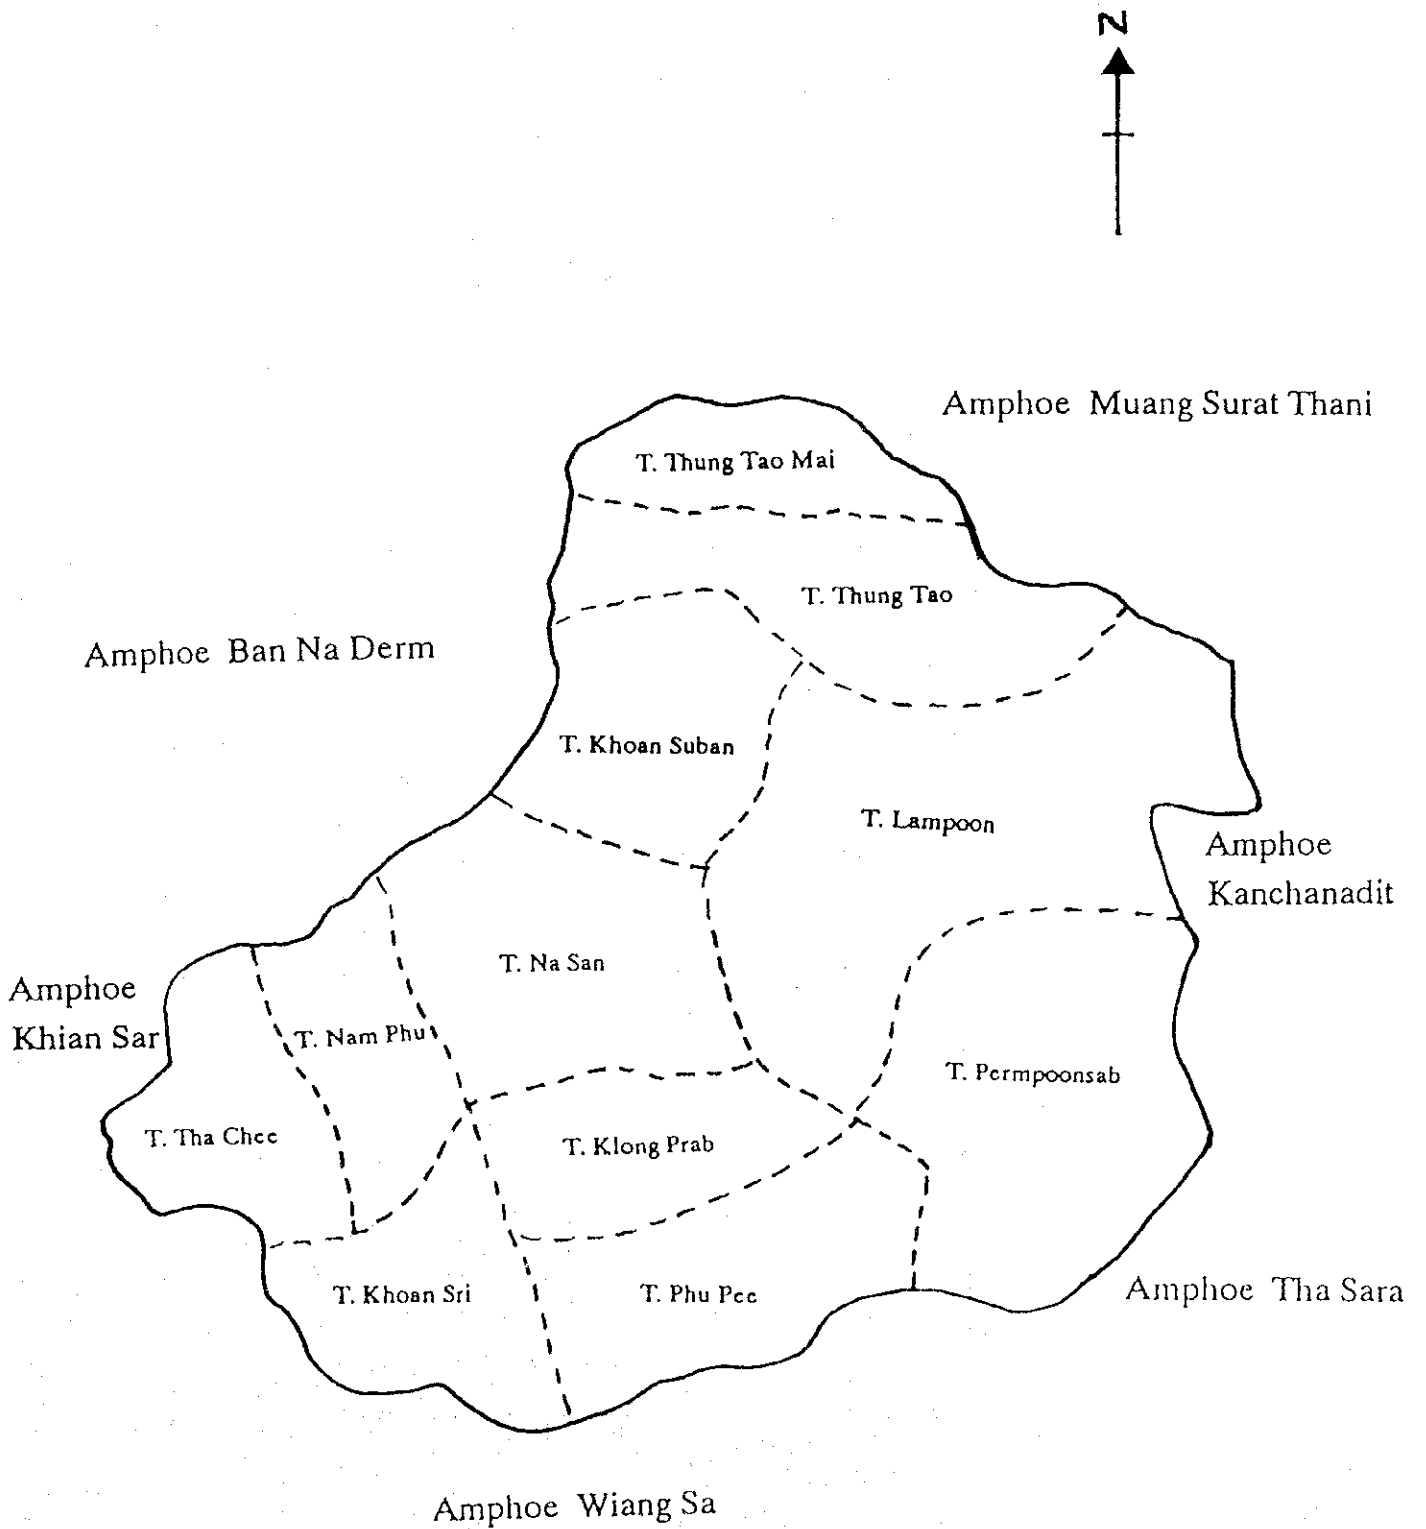 N
Amphoe Muang Surat Thani
T. Thung Tao Mai
T. Thung Tao
Amphoe Ban Na Derm
T. Khoan Suban
T. Lampoon
Amphoe
Kanchanadit
T. Na San
Amphoe
Khian Sar
T. Nam Phu
T. Permpoonsab
T. Tha Chee
T. Klong Prab
T. Khoan Sri
T. Phu Pee
Amphoe Tha Sara
Amphoe Wiang Sa